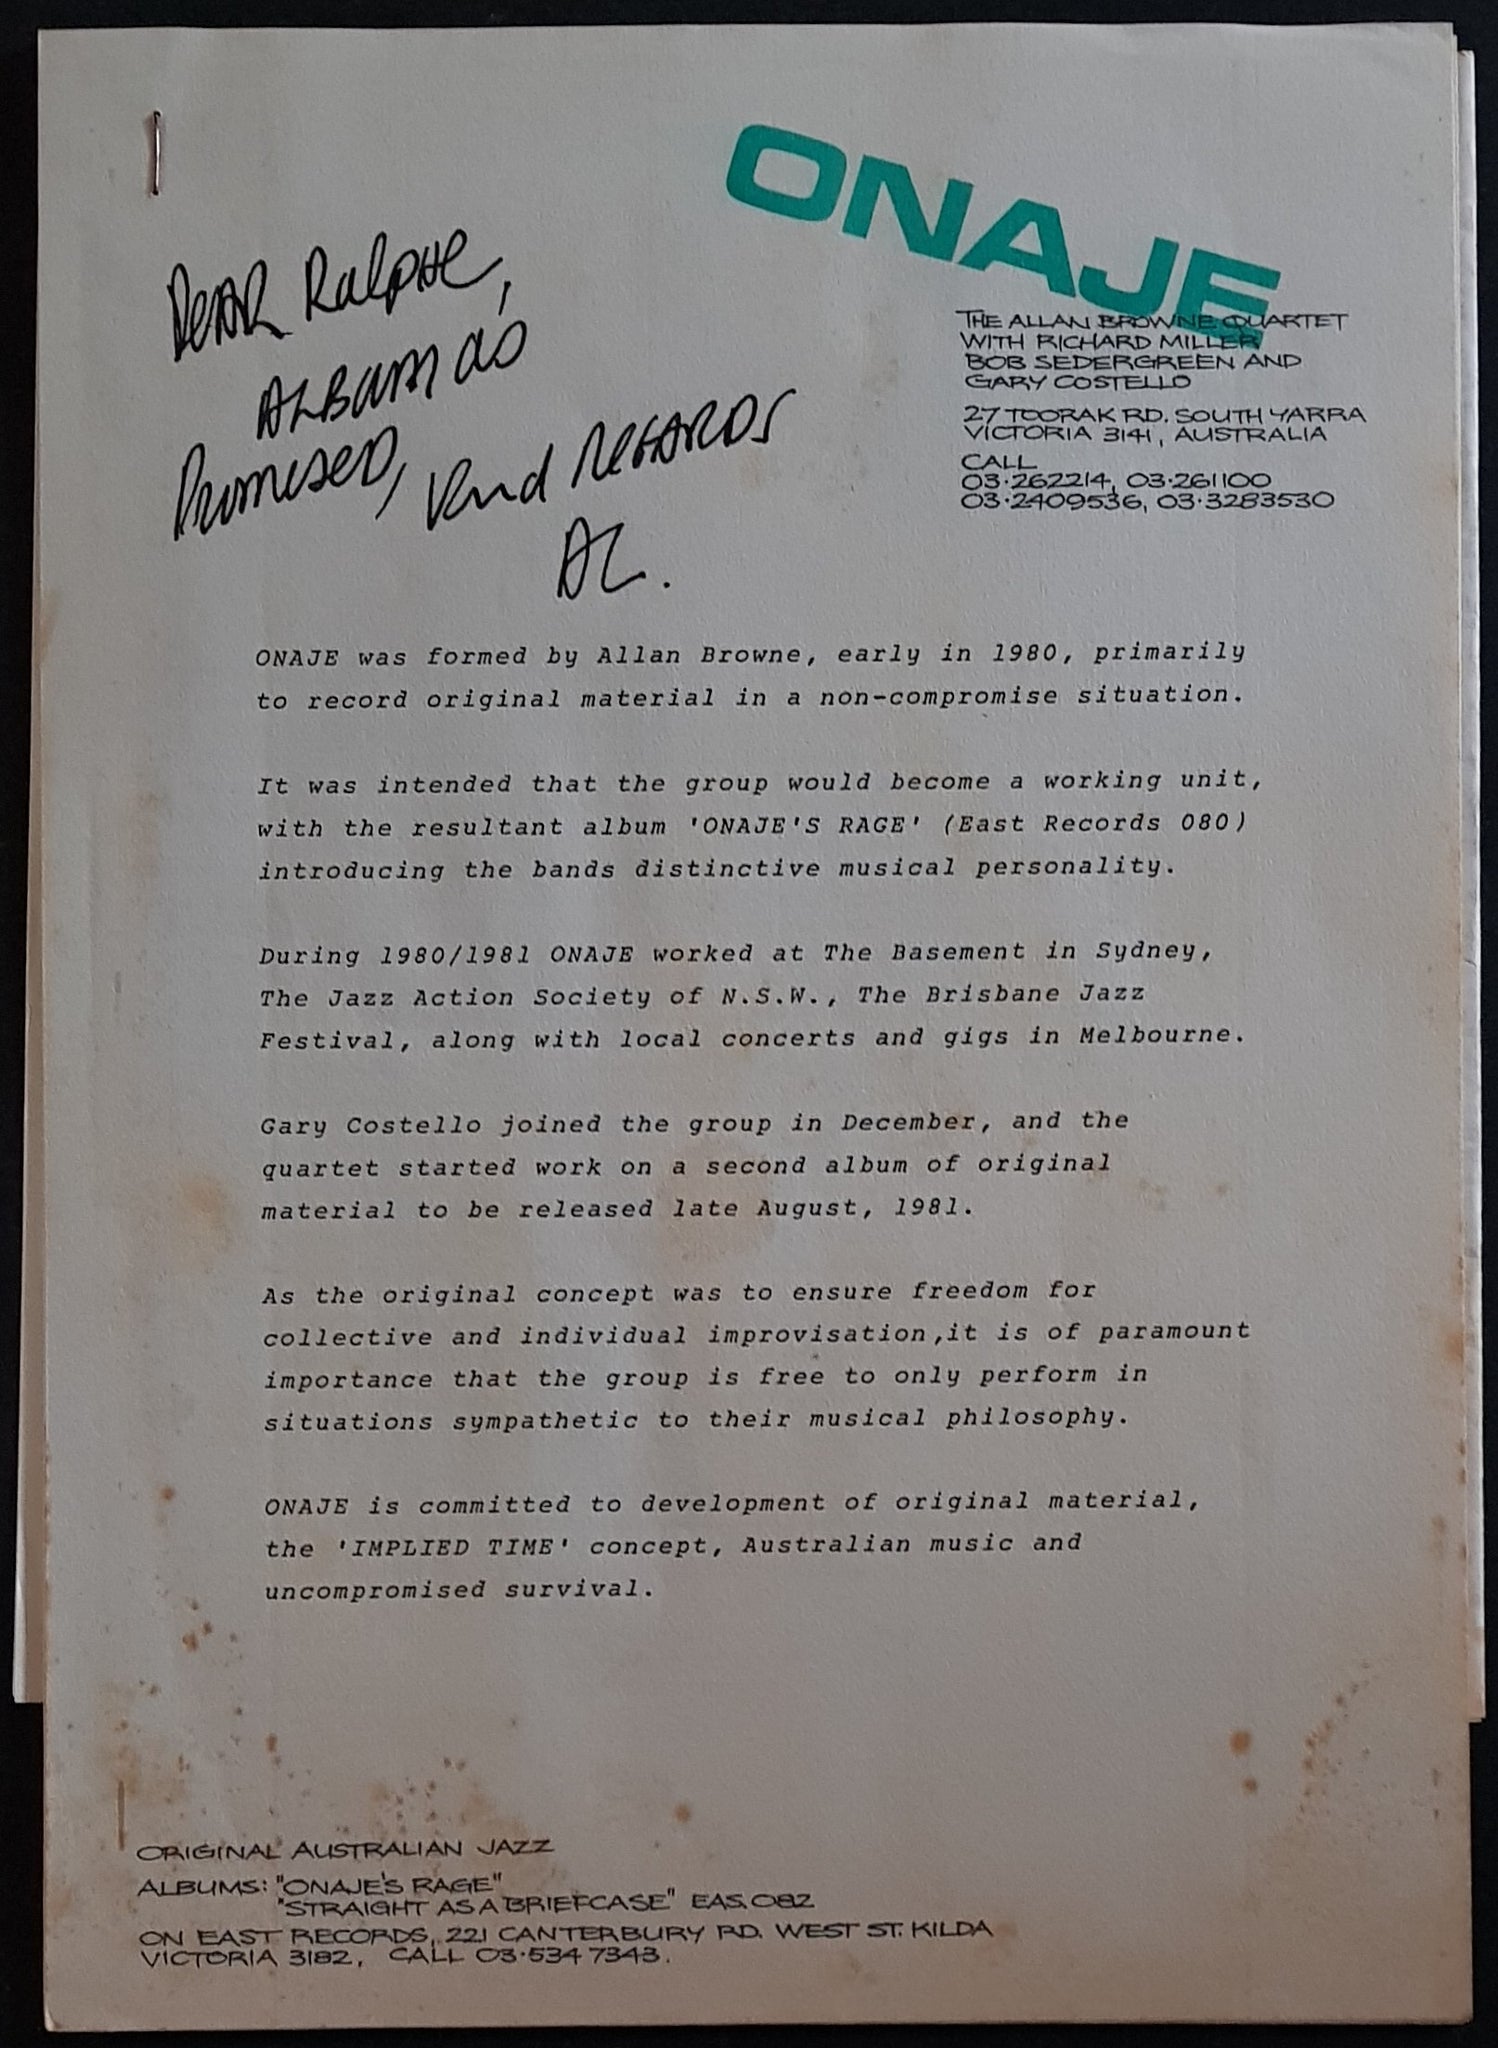 ONAJE
THE ALLAN BROWNE QUARTET
WITH RICHARD MILLER
BOB SEDERGREEN AND
GARY COSTELLO
27 TOORAK RD. SOUTH YARRA
VICTORIA 3141, AUSTRALIA
CALL
03·262214, 03·261100
03·2409536, 03·3283530
Dear Ralphe,
Album as
Promised,
Kind Regards
AL.
ONAJE was formed by Allan Browne, early in 1980, primarily
to record original material in a non-compromise situation.
It was intended that the group would become a working unit,
with the resultant album 'ONAJE'S RAGE' (East Records 080)
introducing the bands distinctive musical personality.
During 1980/1981 ONAJE worked at The Basement in Sydney,
The Jazz Action Society of N.S.W., The Brisbane Jazz
Festival, along with local concerts and gigs in Melbourne.
Gary Costello joined the group in December, and the
quartet started work on a second album of original
material to be released late August, 1981.
As the original concept was to ensure freedom for
collective and individual improvisation,it is of paramount
importance that the group is free to only perform in
situations sympathetic to their musical philosophy.
ONAJE is committed to development of original material,
the 'IMPLIED TIME' concept, Australian music and
uncompromised survival.
ORIGINAL AUSTRALIAN JAZZ
ALBUMS: "ONAJE'S RAGE"
"STRAIGHT AS A BRIEFCASE" EAS.082
ON EAST RECORDS, 221 CANTERBURY RD. WEST ST. KILDA
VICTORIA 3182, CALL 03·534 7343.